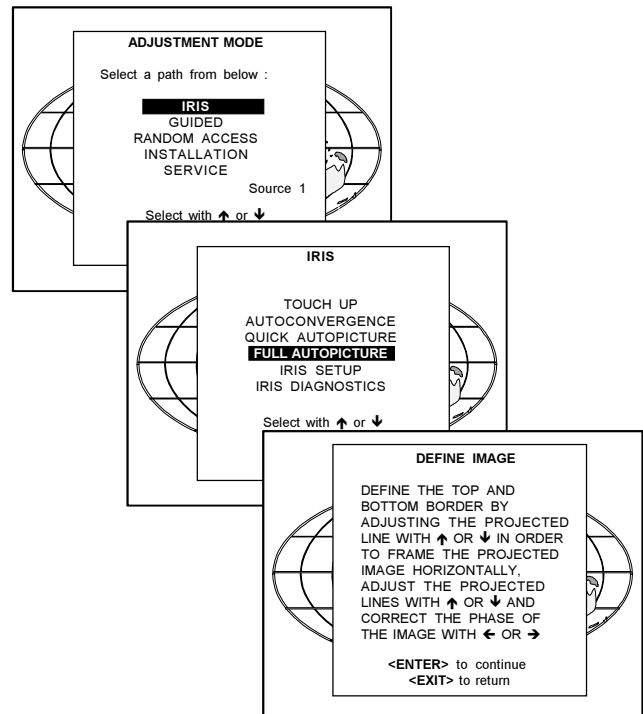 ADJUSTMENT MODE
Select a path from below :
IRIS
GUIDED
RANDOM ACCESS
INSTALLATION
SERVICE
Source 1
Select with ↑ or ↓
IRIS
TOUCH UP
AUTOCONVERGENCE
QUICK AUTOPICTURE
FULL AUTOPICTURE
IRIS SETUP
IRIS DIAGNOSTICS
Select with ↑ or ↓
DEFINE IMAGE
DEFINE THE TOP AND
BOTTOM BORDER BY
ADJUSTING THE PROJECTED
LINE WITH ↑ OR ↓ IN ORDER
TO FRAME THE PROJECTED
IMAGE HORIZONTALLY,
ADJUST THE PROJECTED
LINES WITH ↑ OR ↓ AND
CORRECT THE PHASE OF
THE IMAGE WITH ← OR →
<ENTER> to continue
<EXIT> to return